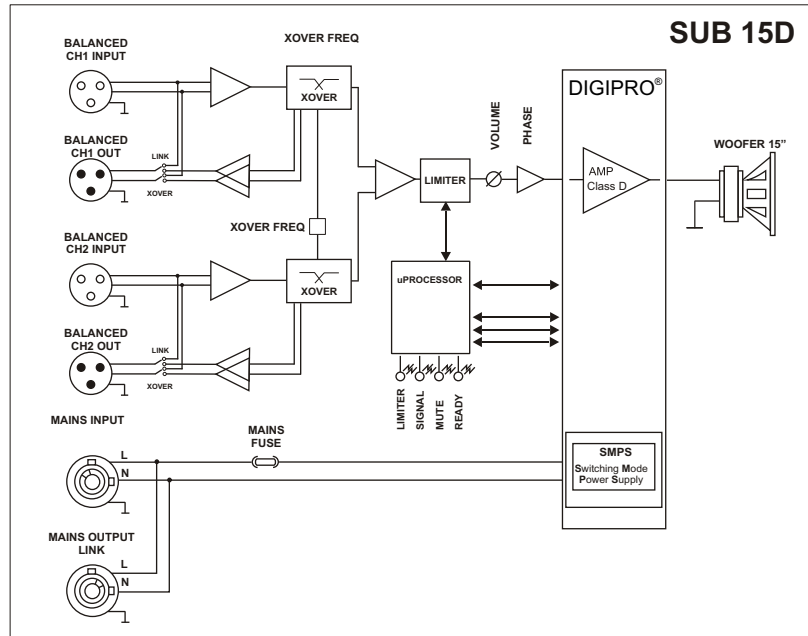 SUB 15D
BALANCED
CH1 INPUT
XOVER FREQ
XOVER
BALANCED
CH1 OUT
LINK
XOVER
XOVER FREQ
BALANCED
CH2 INPUT
XOVER
BALANCED
CH2 OUT
LINK
XOVER
LIMITER
VOLUME
PHASE
DIGIPRO®
AMP
Class D
WOOFER 15"
uPROCESSOR
LIMITER
SIGNAL
MUTE
READY
MAINS INPUT
L
N
MAINS
FUSE
SMPS
Switching Mode
Power Supply
MAINS OUTPUT
LINK
L
N